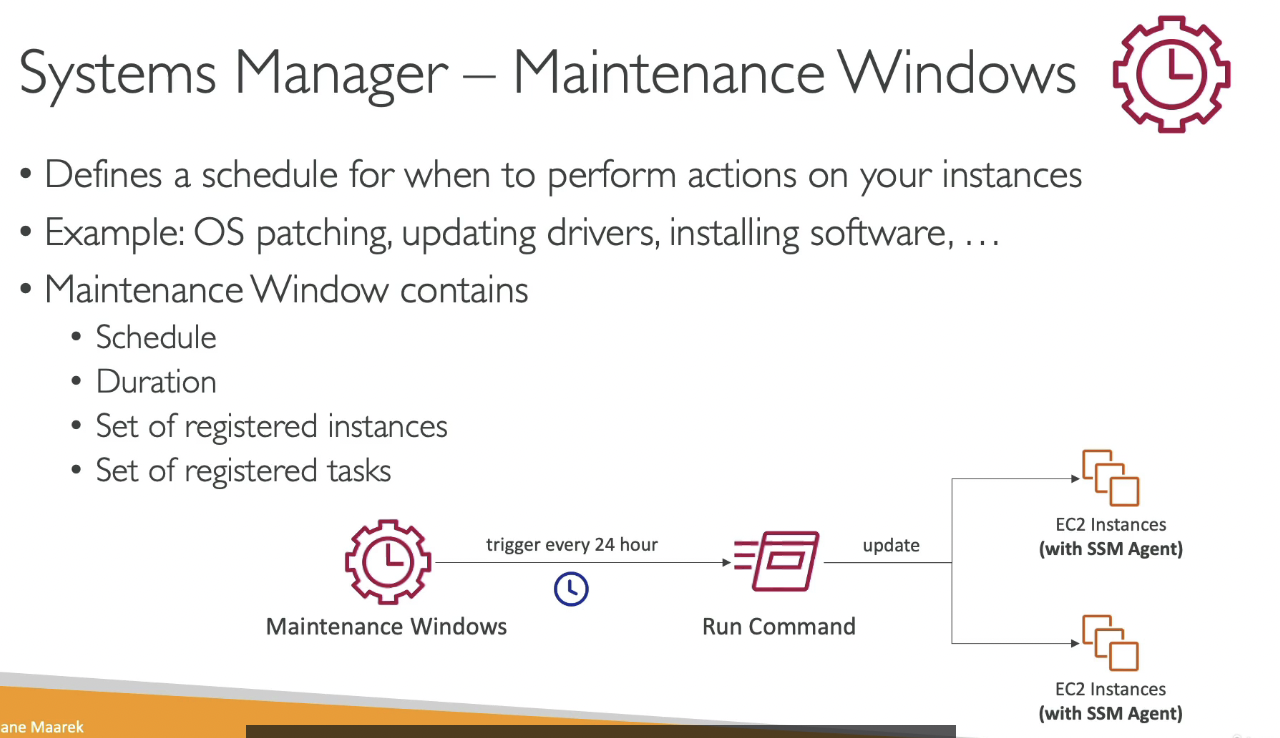 Systems Manager – Maintenance Windows
• Defines a schedule for when to perform actions on your instances
• Example: OS patching, updating drivers, installing software, …
• Maintenance Window contains
• Schedule
• Duration
• Set of registered instances
• Set of registered tasks
trigger every 24 hour
Maintenance Windows
Run Command
update
EC2 Instances
(with SSM Agent)
EC2 Instances
(with SSM Agent)
ane Maarek